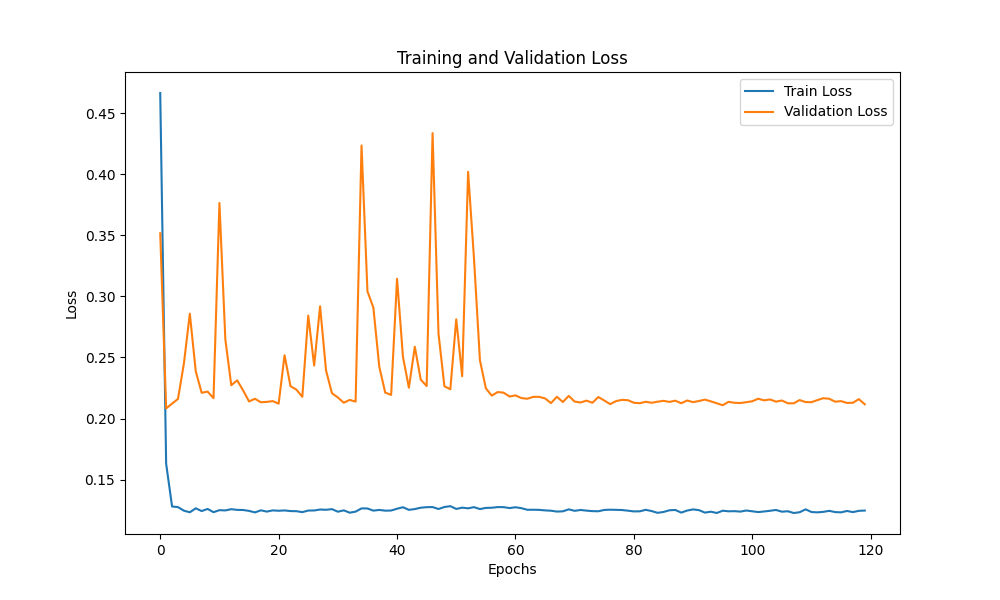 Training and Validation Loss
Train Loss
Validation Loss
0.45
0.40
0.35
0.30
0.25
0.20
0.15
Loss
0 20 40 60 80 100 120
Epochs